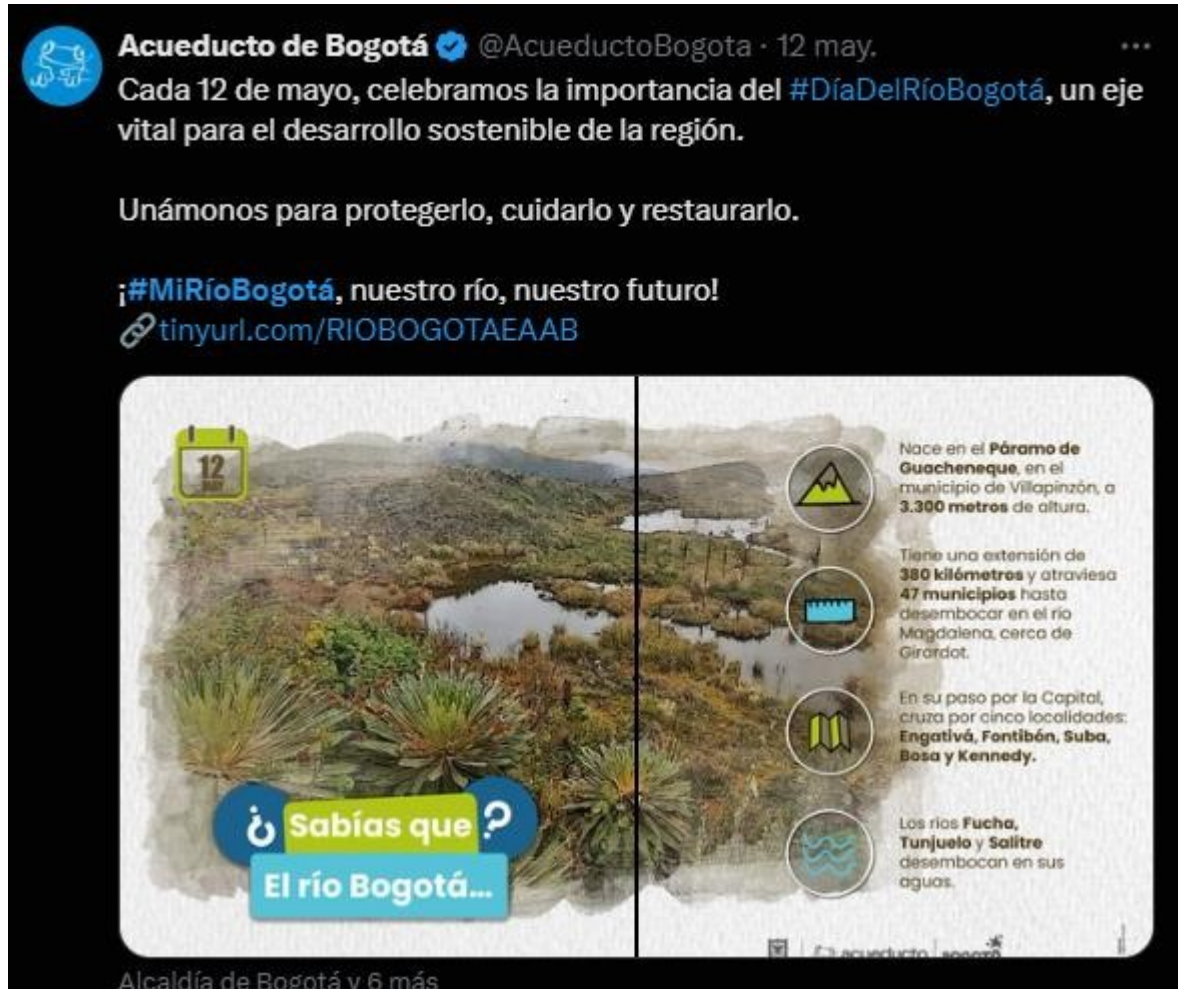 Acueducto de Bogotá @AcueductoBogota · 12 may.
Cada 12 de mayo, celebramos la importancia del #DíaDelRíoBogotá, un eje
vital para el desarrollo sostenible de la región.
Unámonos para protegerlo, cuidarlo y restaurarlo.
¡#MiRíoBogotá, nuestro río, nuestro futuro!
tinyurl.com/RIOBOGOTAEAAB
12
¿Sabías que?
El río Bogotá...
Nace en el Páramo de
Guacheneque, en el
municipio de Villapinzón, a
3.300 metros de altura.
Tiene una extensión de
380 kilómetros y atraviesa
47 municipios hasta
desembocar en el río
Magdalena, cerca de
Girardot.
En su paso por la Capital,
cruza por cinco localidades:
Engativá, Fontibón, Suba,
Bosa y Kennedy.
Los ríos Fucha,
Tunjuelo y Salitre
desembocan en sus
aguas.
acueducto BOGOTÁ
Alcaldía de Bogotá y 6 más